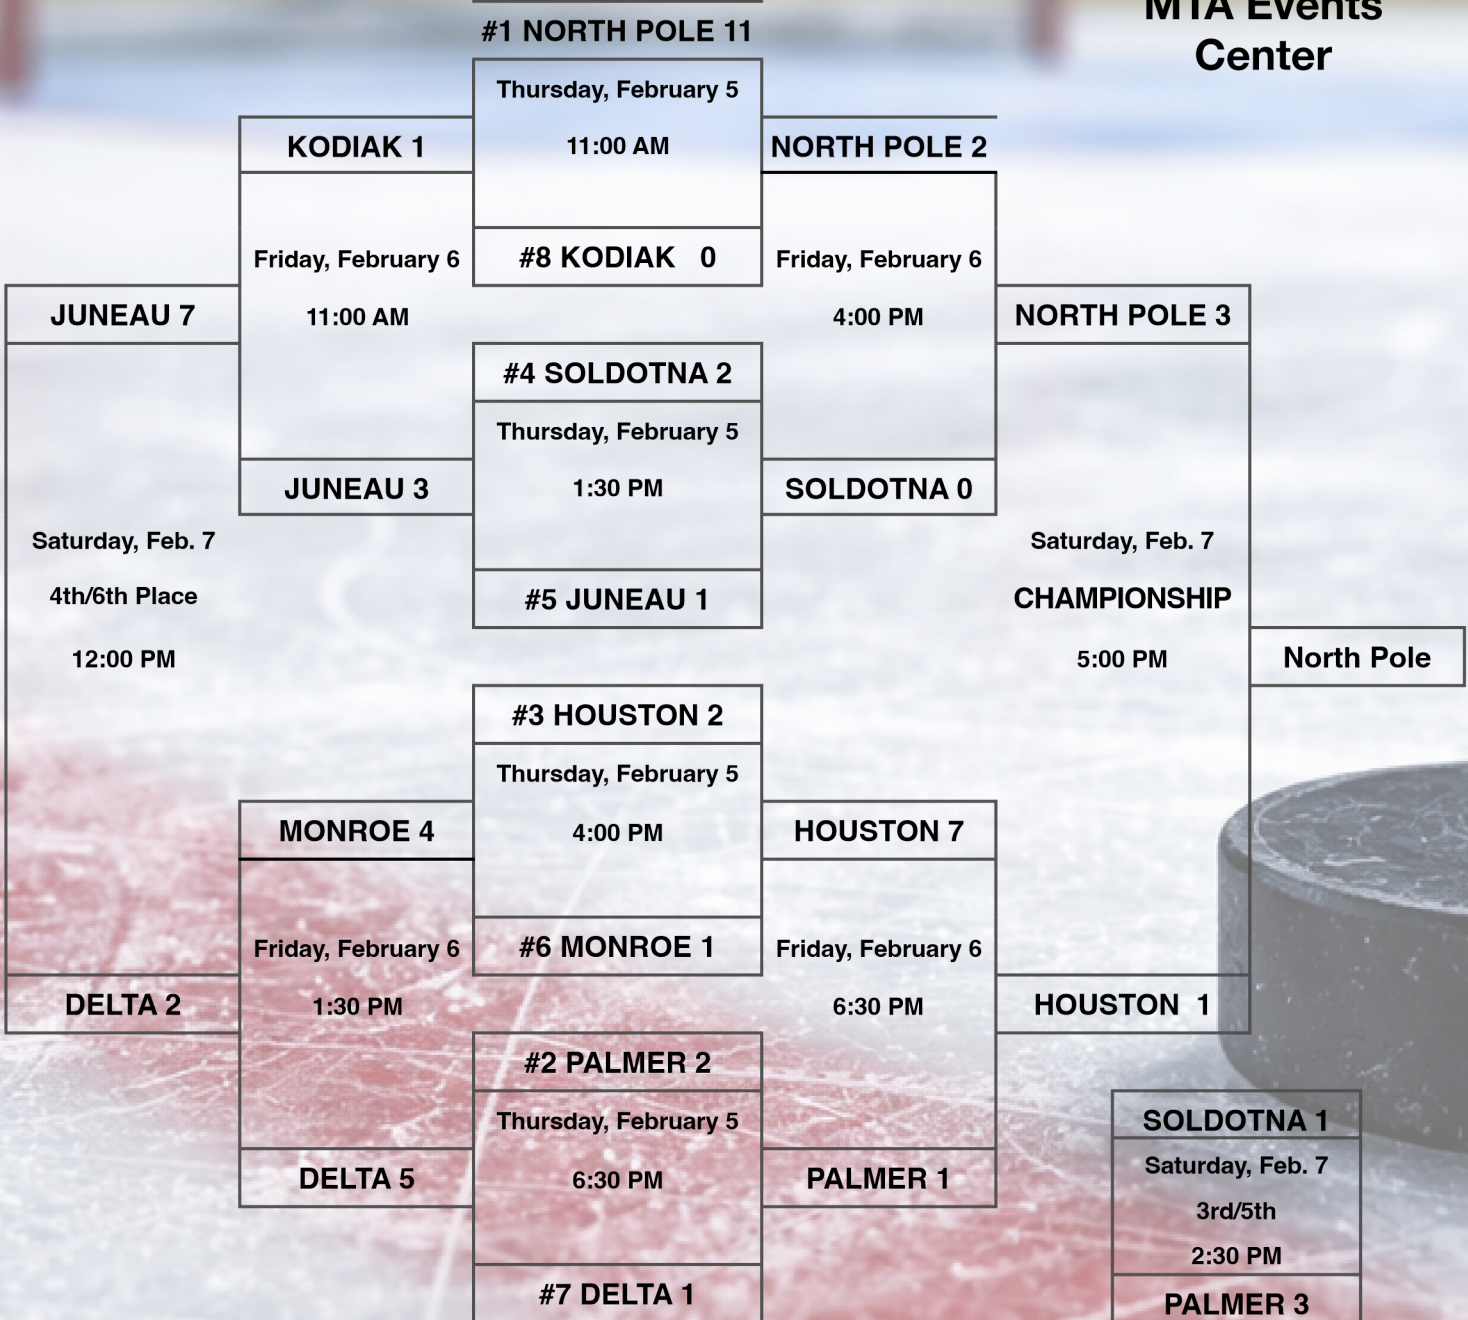 MTA Events
Center
#1 NORTH POLE 11
Thursday, February 5
11:00 AM
#8 KODIAK 0
KODIAK 1
Friday, February 6
11:00 AM
JUNEAU 3
NORTH POLE 2
Friday, February 6
4:00 PM
SOLDOTNA 0
#4 SOLDOTNA 2
Thursday, February 5
1:30 PM
#5 JUNEAU 1
JUNEAU 7
Saturday, Feb. 7
4th/6th Place
12:00 PM
DELTA 2
NORTH POLE 3
Saturday, Feb. 7
CHAMPIONSHIP
5:00 PM
HOUSTON 1
North Pole
#3 HOUSTON 2
Thursday, February 5
4:00 PM
#6 MONROE 1
MONROE 4
Friday, February 6
1:30 PM
DELTA 5
HOUSTON 7
Friday, February 6
6:30 PM
PALMER 1
#2 PALMER 2
Thursday, February 5
6:30 PM
#7 DELTA 1
SOLDOTNA 1
Saturday, Feb. 7
3rd/5th
2:30 PM
PALMER 3